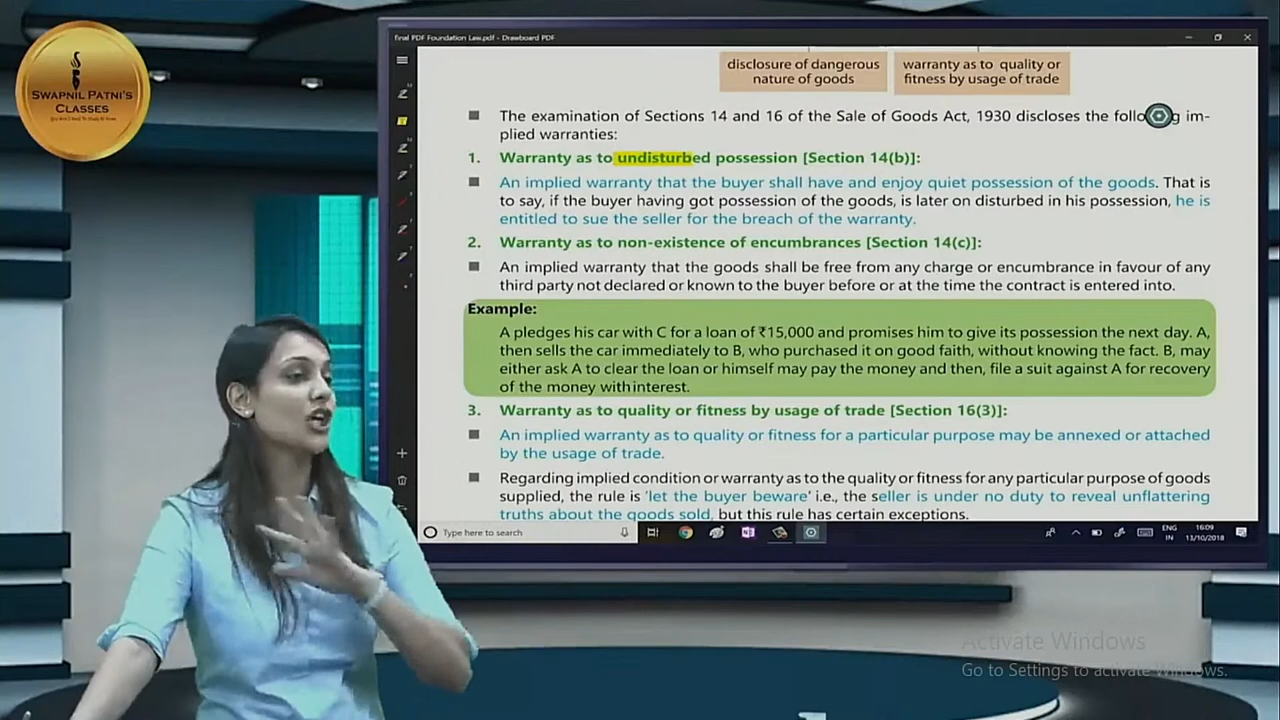 SWAPNIL PATNI'S
CLASSES
final PDF Foundation Law.pdf - Drawboard PDF
disclosure of dangerous
nature of goods
warranty as to quality or
fitness by usage of trade
The examination of Sections 14 and 16 of the Sale of Goods Act, 1930 discloses the im-
plied warranties:
1. Warranty as to undisturbed possession [Section 14(b)]:
An implied warranty that the buyer shall have and enjoy quiet possession of the goods. That is
to say, if the buyer having got possession of the goods, is later on disturbed in his possession, he is
entitled to sue the seller for the breach of the warranty.
2. Warranty as to non-existence of encumbrances [Section 14(c)]:
An implied warranty that the goods shall be free from any charge or encumbrance in favour of any
third party not declared or known to the buyer before or at the time the contract is entered into.
Example:
A pledges his car with C for a loan of ₹15,000 and promises him to give its possession the next day. A,
then sells the car immediately to B, who purchased it on good faith, without knowing the fact. B, may
either ask A to clear the loan or himself may pay the money and then, file a suit against A for recovery
of the money with interest.
3. Warranty as to quality or fitness by usage of trade [Section 16(3)]:
An implied warranty as to quality or fitness for a particular purpose may be annexed or attached
by the usage of trade.
Regarding implied condition or warranty as to the quality or fitness for any particular purpose of goods
supplied, the rule is 'let the buyer beware' i.e., the seller is under no duty to reveal unflattering
truths about the goods sold, but this rule has certain exceptions.
Type here to search
ENG
IN
16:09
13/10/2018
Activate Windows
Go to Settings to activate Windows.